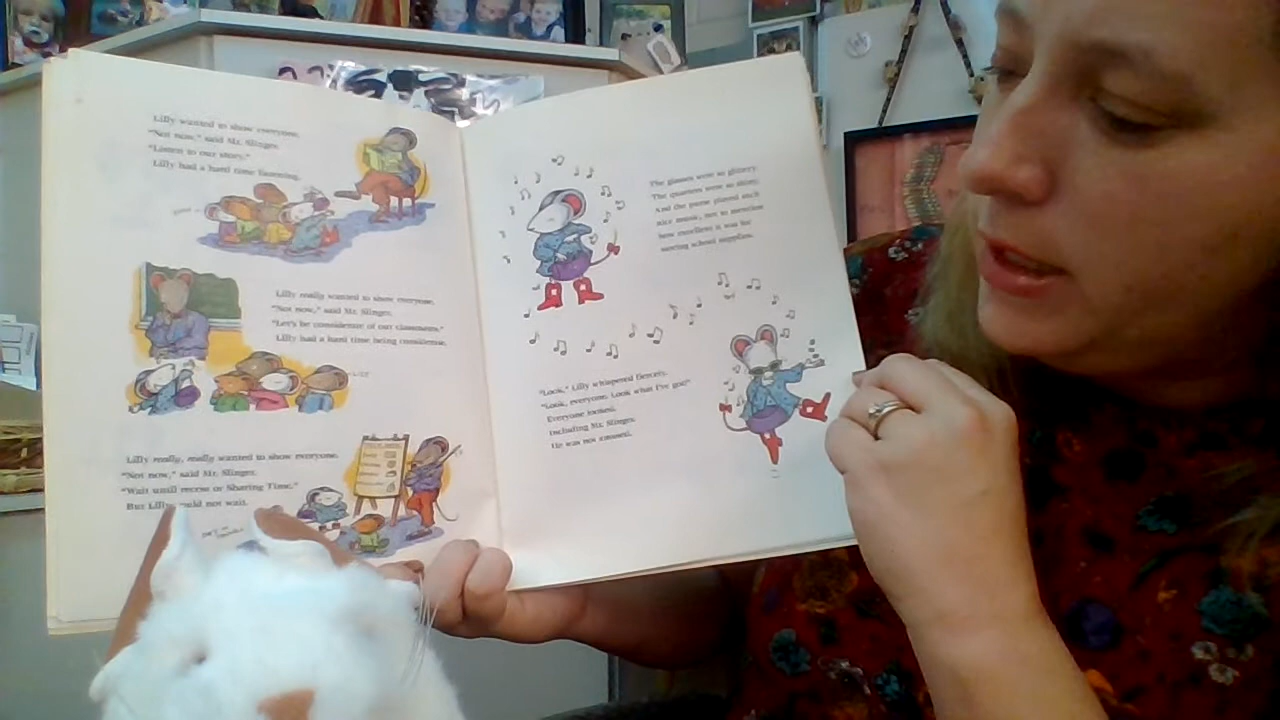 Lilly wanted to show everyone.
"Not now," said Mr. Slinger.
"Listen to our story."
Lilly had a hard time listening.
Lilly really wanted to show everyone.
"Not now," said Mr. Slinger.
"Let's be considerate of our classmates."
Lilly had a hard time being considerate.
Lilly really, really wanted to show everyone.
"Not now," said Mr. Slinger.
"Wait until recess or Sharing Time."
But Lilly could not wait.
The glasses were so glittery.
The quarters were so shiny.
And the purse played such
nice music, not to mention
how excellent it was for
storing school supplies.
"Look," Lilly whispered fiercely.
"Look, everyone. Look what I've got!"
Everyone looked.
Including Mr. Slinger.
He was not amused.